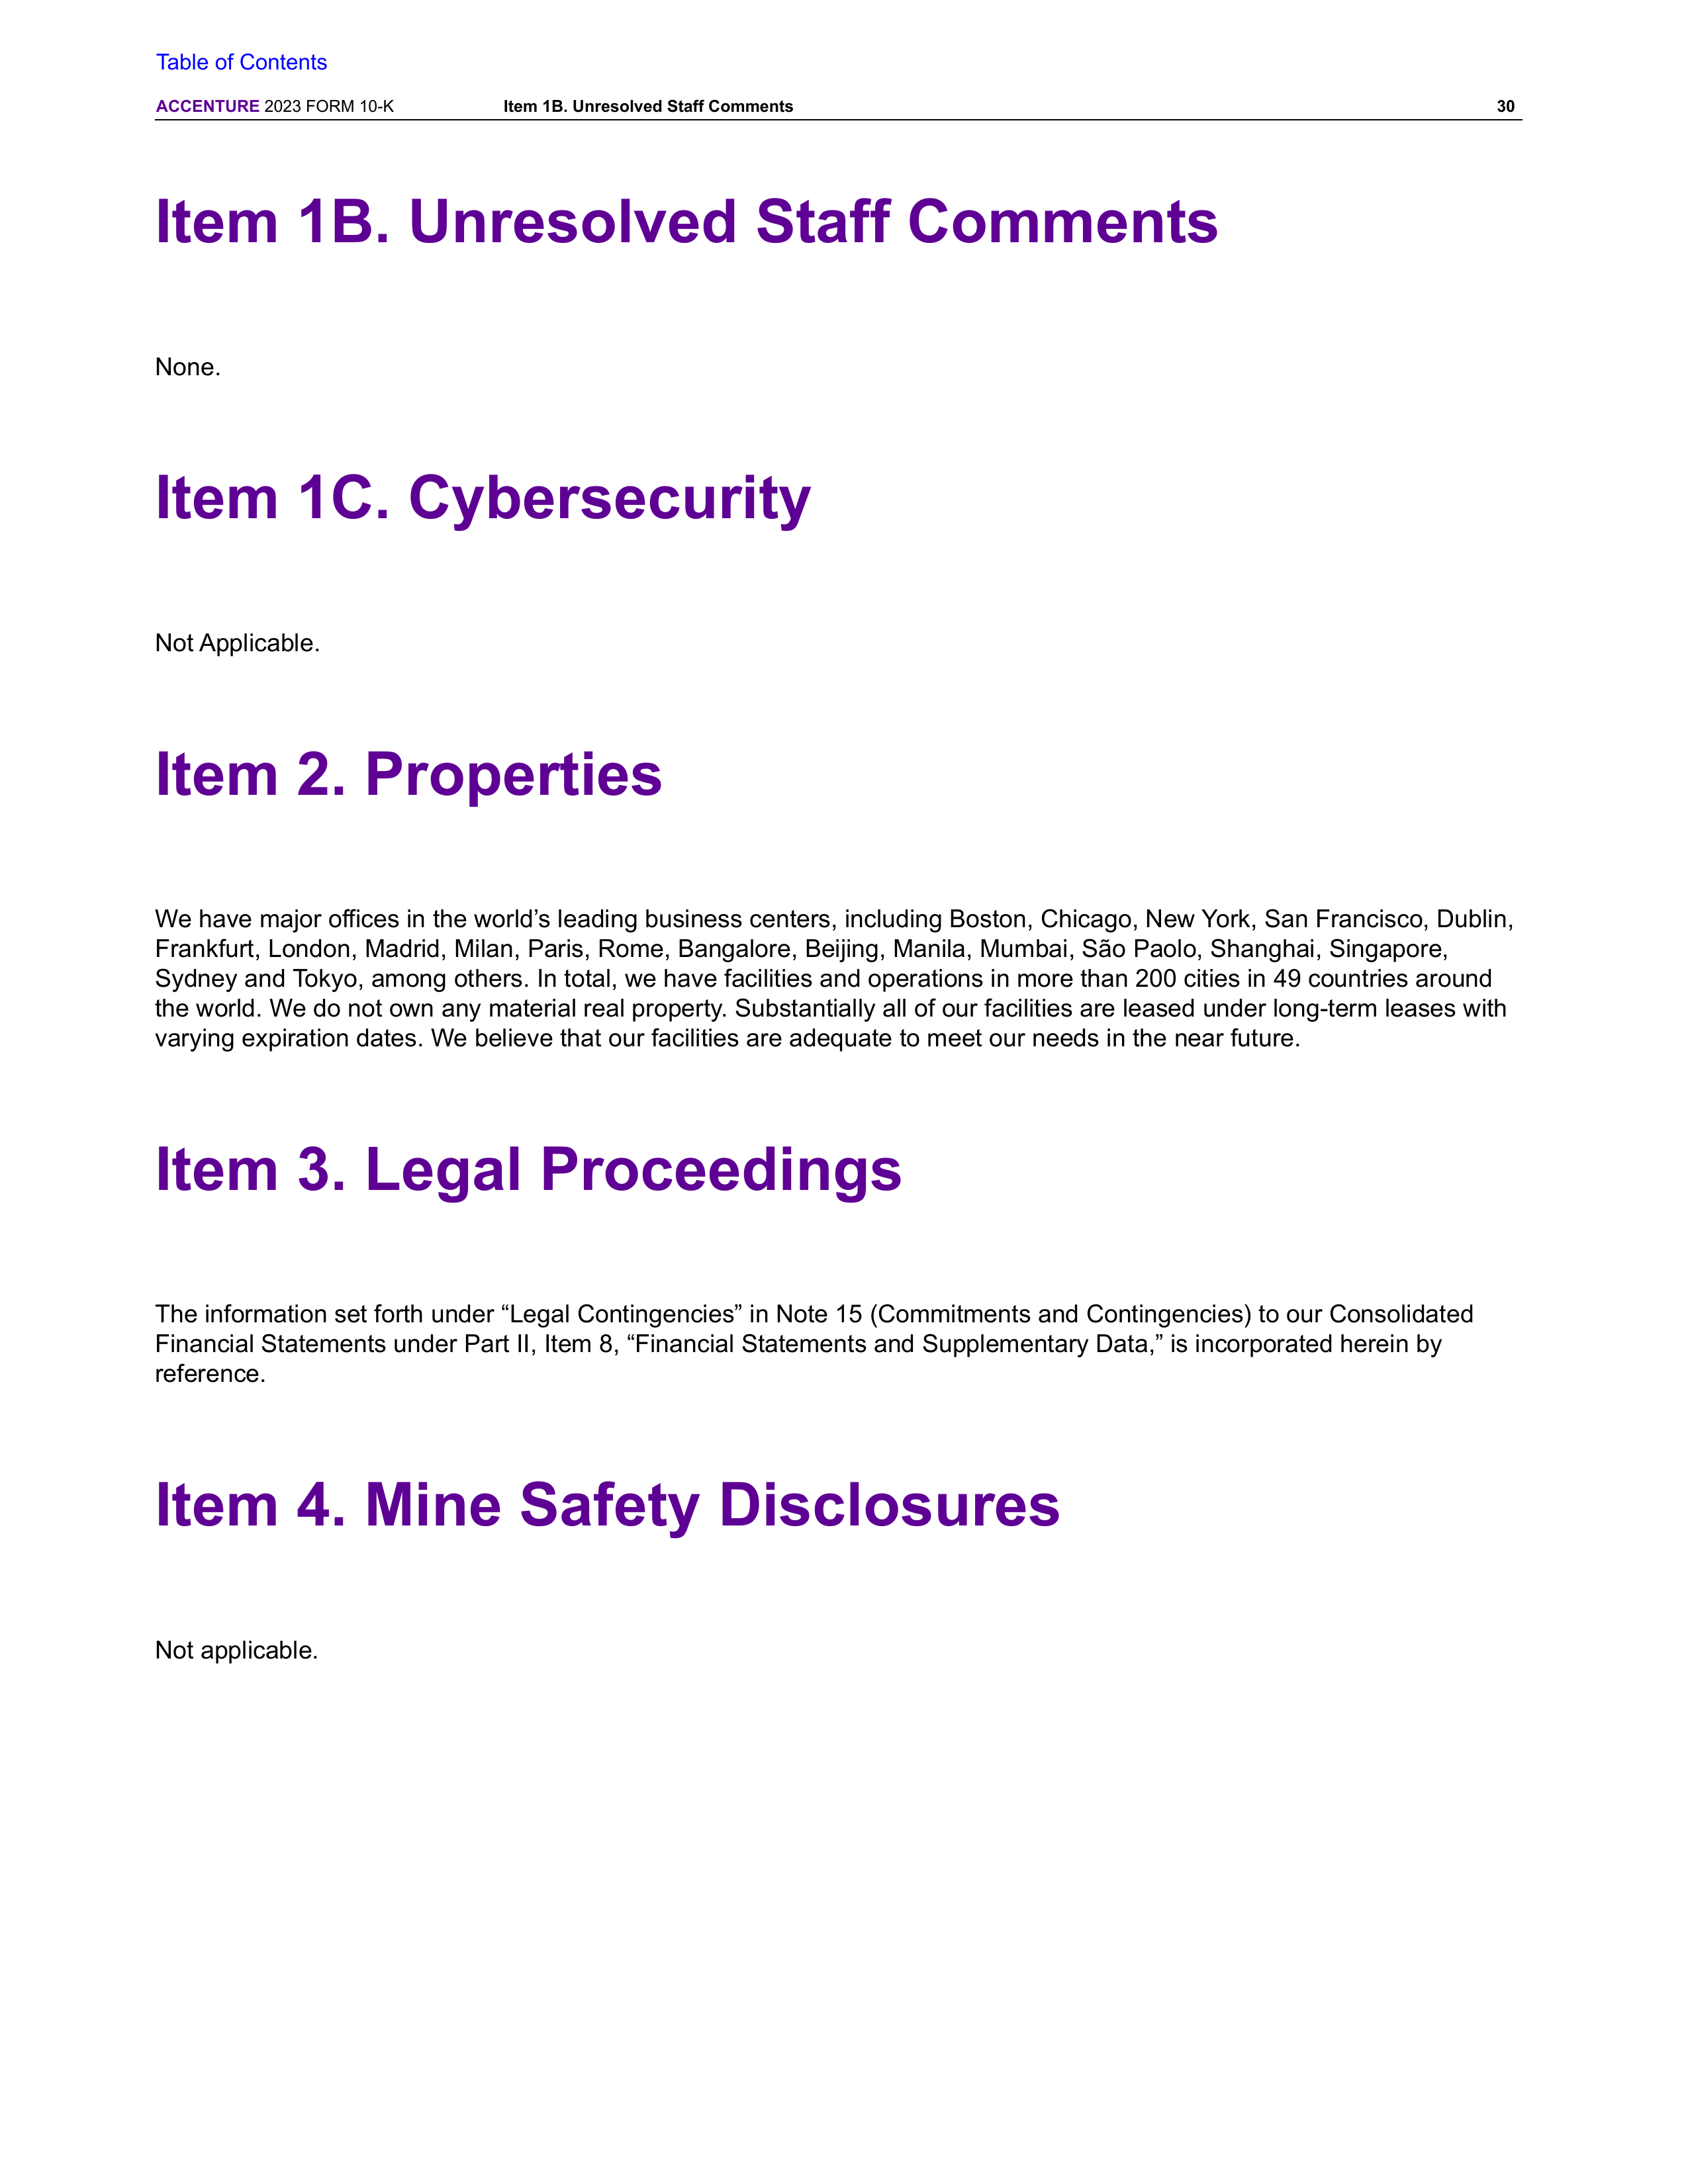 Table of Contents
ACCENTURE 2023 FORM 10-K Item 1B. Unresolved Staff Comments 30
Item 1B. Unresolved Staff Comments
None.
Item 1C. Cybersecurity
Not Applicable.
Item 2. Properties
We have major offices in the world’s leading business centers, including Boston, Chicago, New York, San Francisco, Dublin,
Frankfurt, London, Madrid, Milan, Paris, Rome, Bangalore, Beijing, Manila, Mumbai, São Paolo, Shanghai, Singapore,
Sydney and Tokyo, among others. In total, we have facilities and operations in more than 200 cities in 49 countries around
the world. We do not own any material real property. Substantially all of our facilities are leased under long-term leases with
varying expiration dates. We believe that our facilities are adequate to meet our needs in the near future.
Item 3. Legal Proceedings
The information set forth under “Legal Contingencies” in Note 15 (Commitments and Contingencies) to our Consolidated
Financial Statements under Part II, Item 8, “Financial Statements and Supplementary Data,” is incorporated herein by
reference.
Item 4. Mine Safety Disclosures
Not applicable.